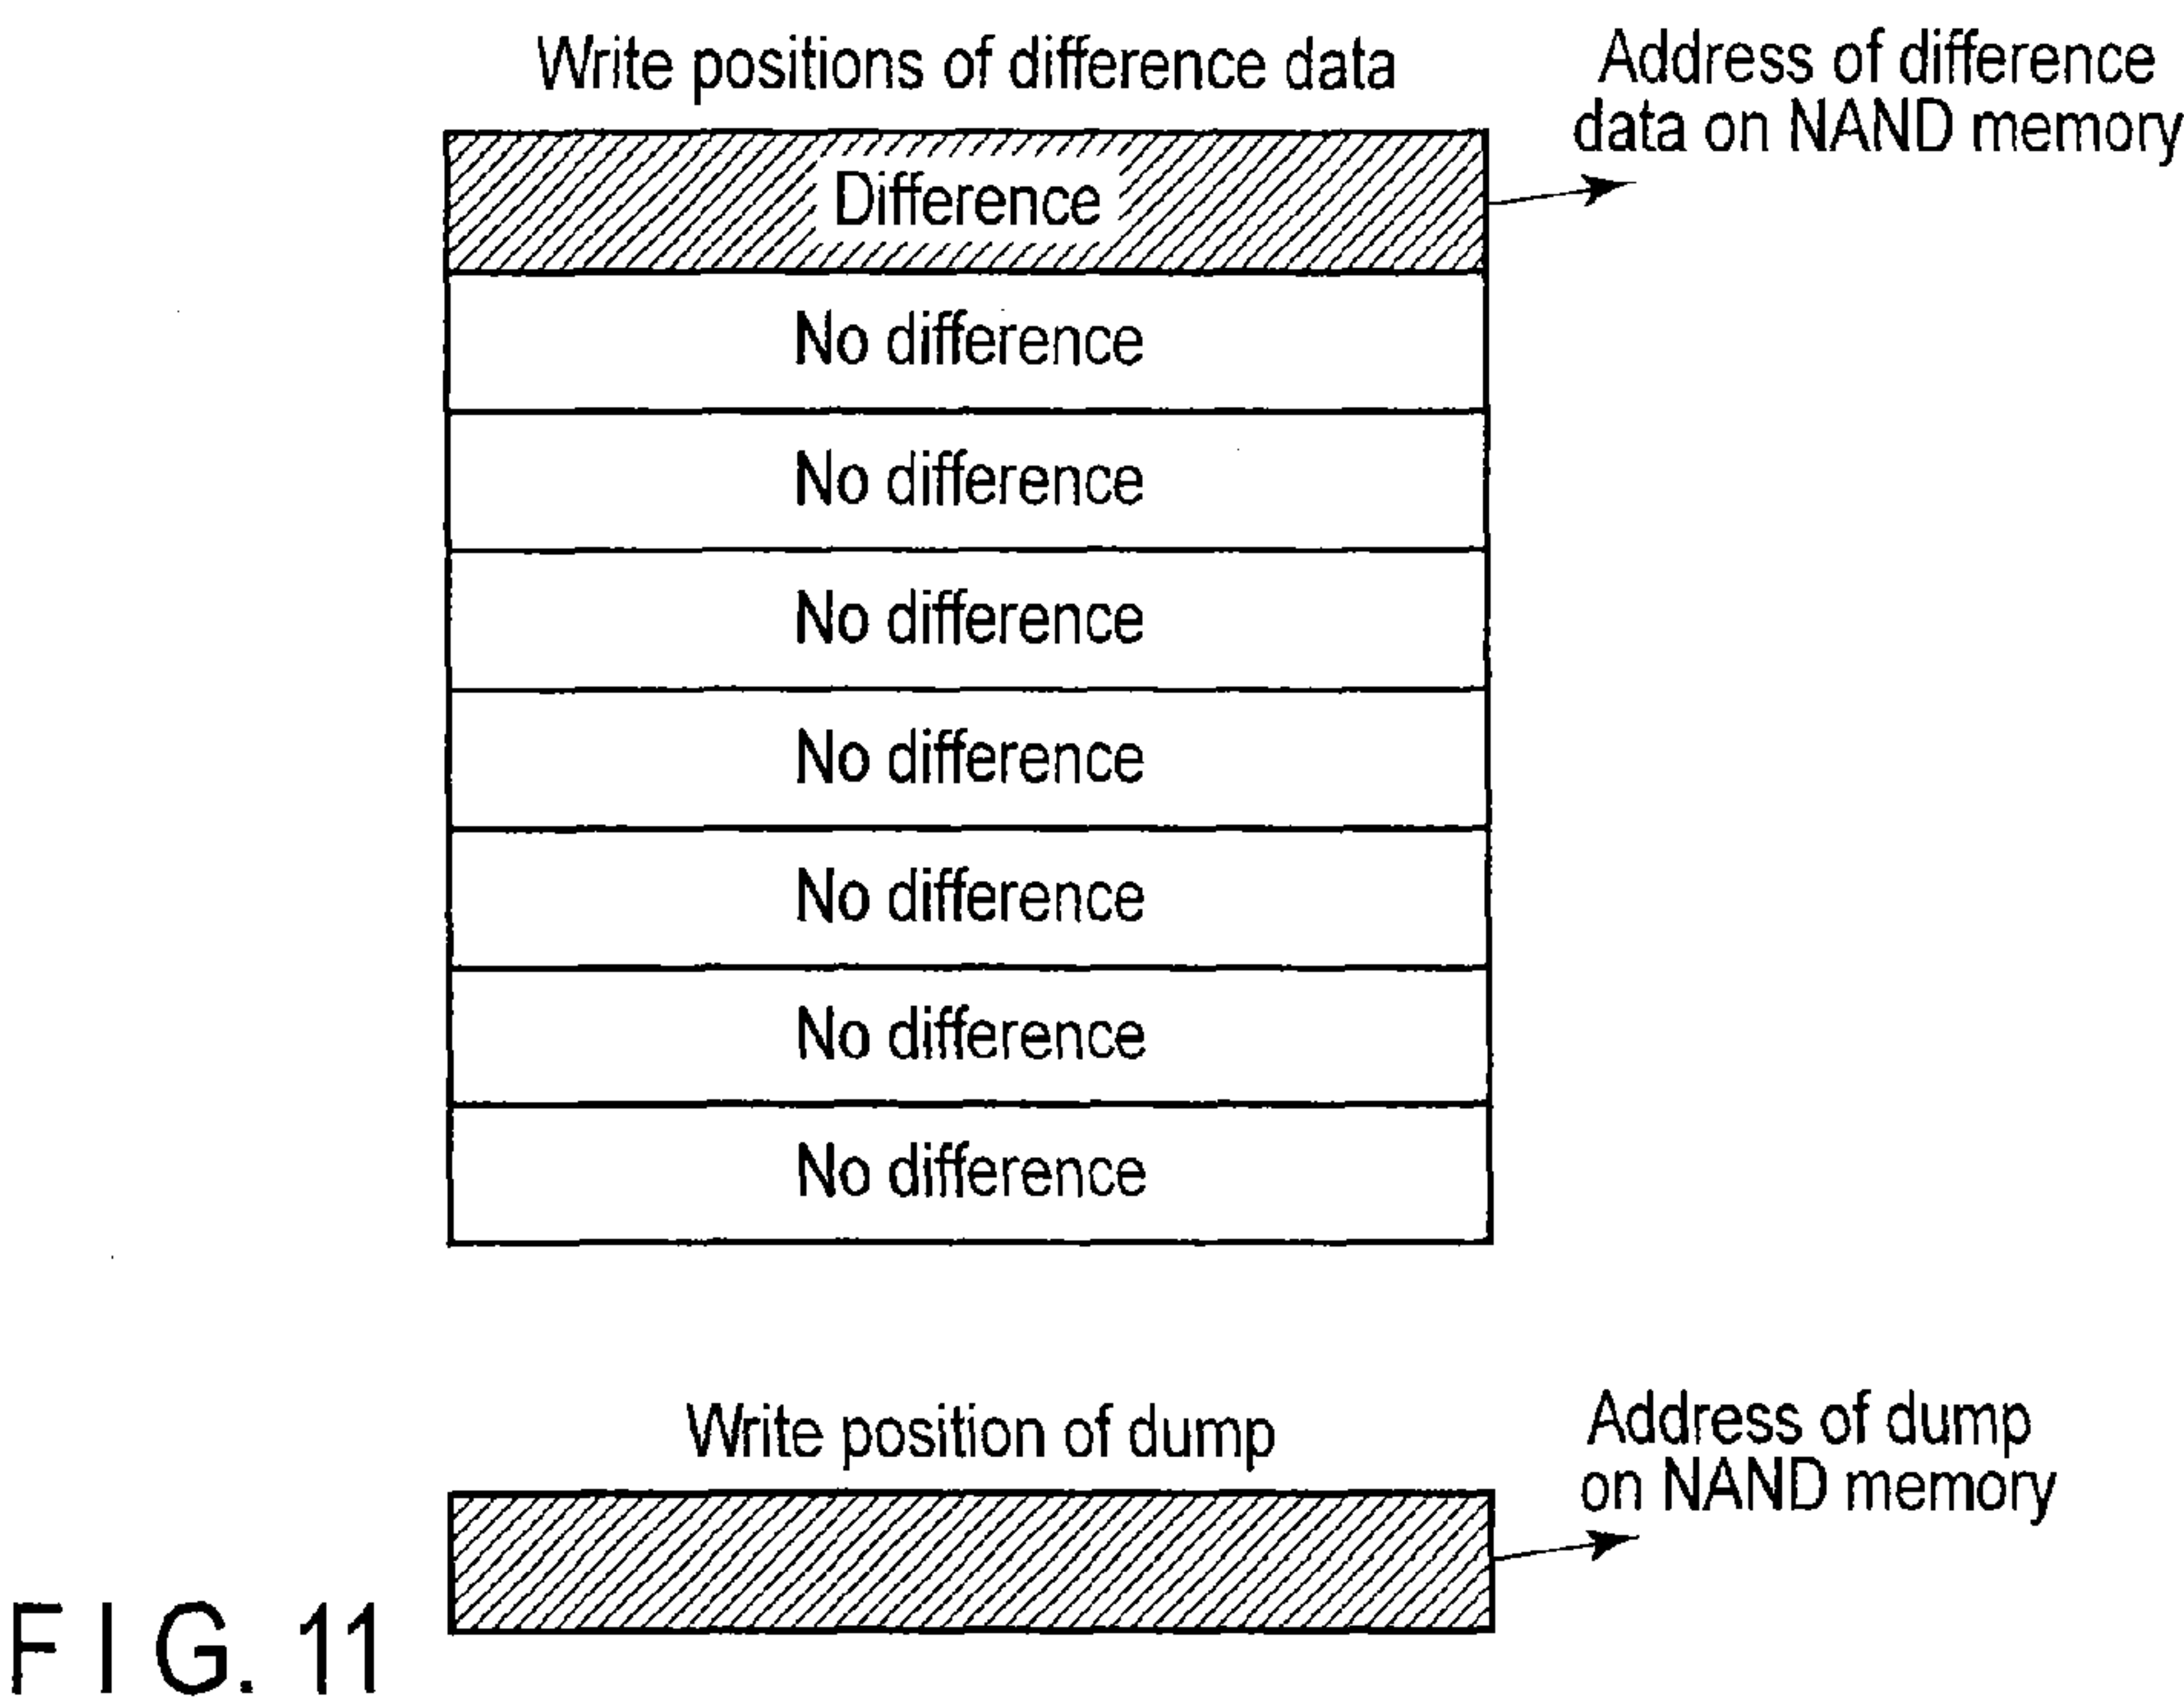 Write positions of difference data
Address of difference
data on NAND memory
Difference
No difference
No difference
No difference
No difference
No difference
No difference
No difference
Write position of dump
Address of dump
on NAND memory
FIG. 11